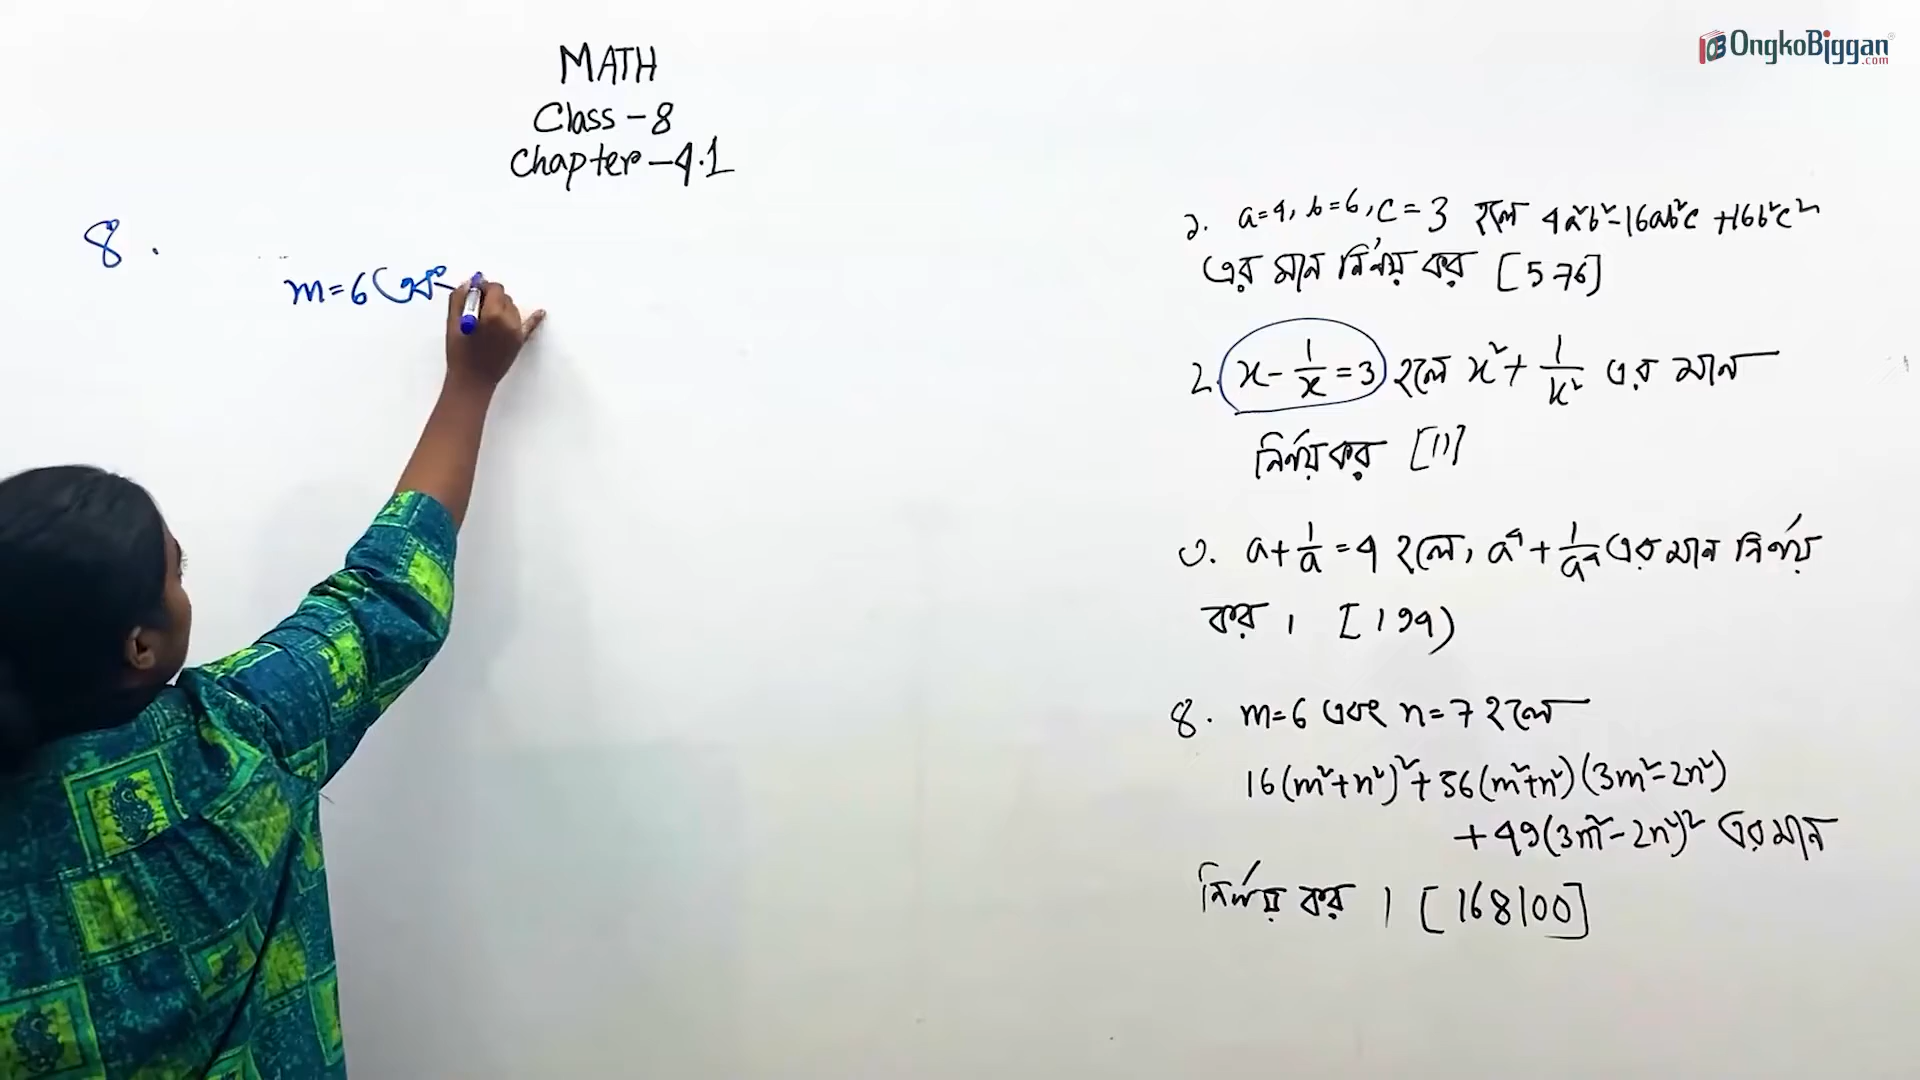 OngkoBiggan
.com
MATH
Class - 8
Chapter - 4.1
৪.
m=6 এবং
১. a=4, b=6, c=3 হলে 4a²b²-16ab²c+16b²c²
এর মান নির্ণয় কর [576]
২. x - 1/x = 3 হলে x² + 1/x² এর মান
নির্ণয় কর [11]
৩. a + 1/a = 4 হলে, a⁴ + 1/a⁴ এর মান নির্ণয়
কর । [194)
৪. m=6 এবং n=7 হলে
16(m²+n²)²+56(m²+n²)(3m²-2n²)
+49(3m²-2n²)² এর মান
নির্ণয় কর । [168100]